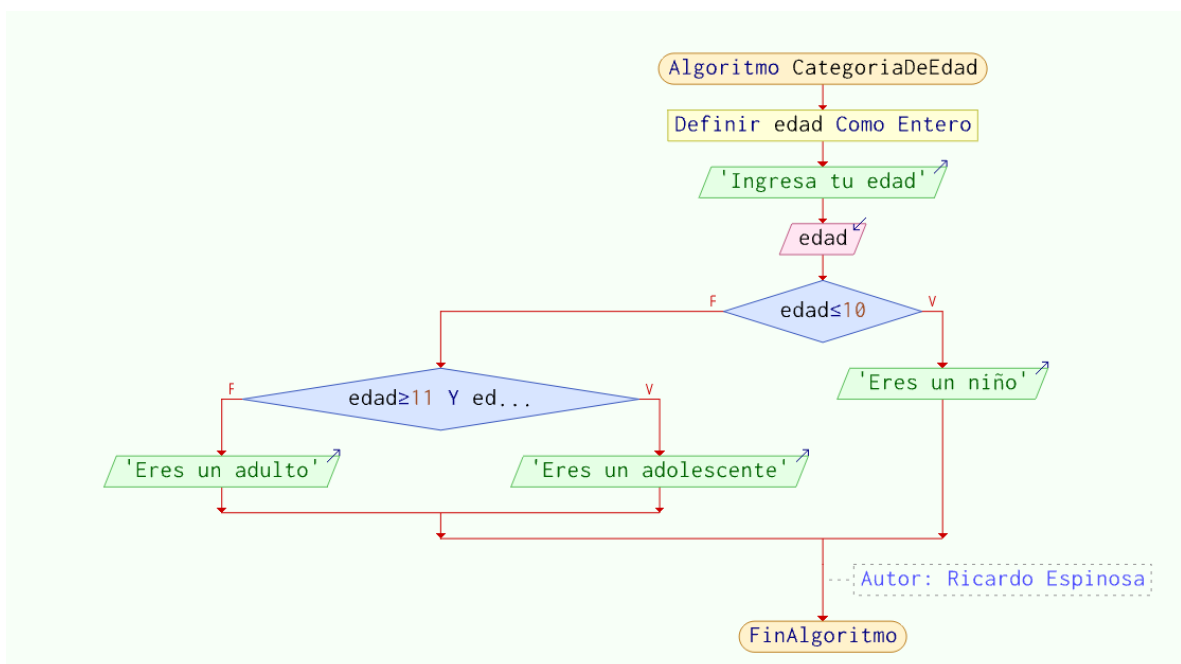 Algoritmo CategoriaDeEdad
Definir edad Como Entero
'Ingresa tu edad'
edad
F
edad≤10
V
'Eres un niño'
F
edad≥11 Y ed...
V
'Eres un adulto'
'Eres un adolescente'
Autor: Ricardo Espinosa
FinAlgoritmo